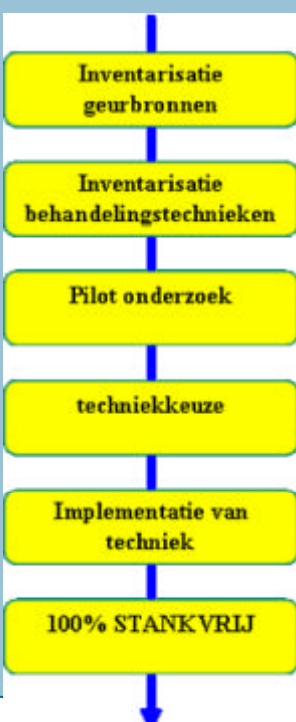 Inventarisatie
geurbronnen
Inventarisatie
behandelingstechnieken
Pilot onderzoek
techniekkeuze
Implementatie van
techniek
100% STANKVRIJ